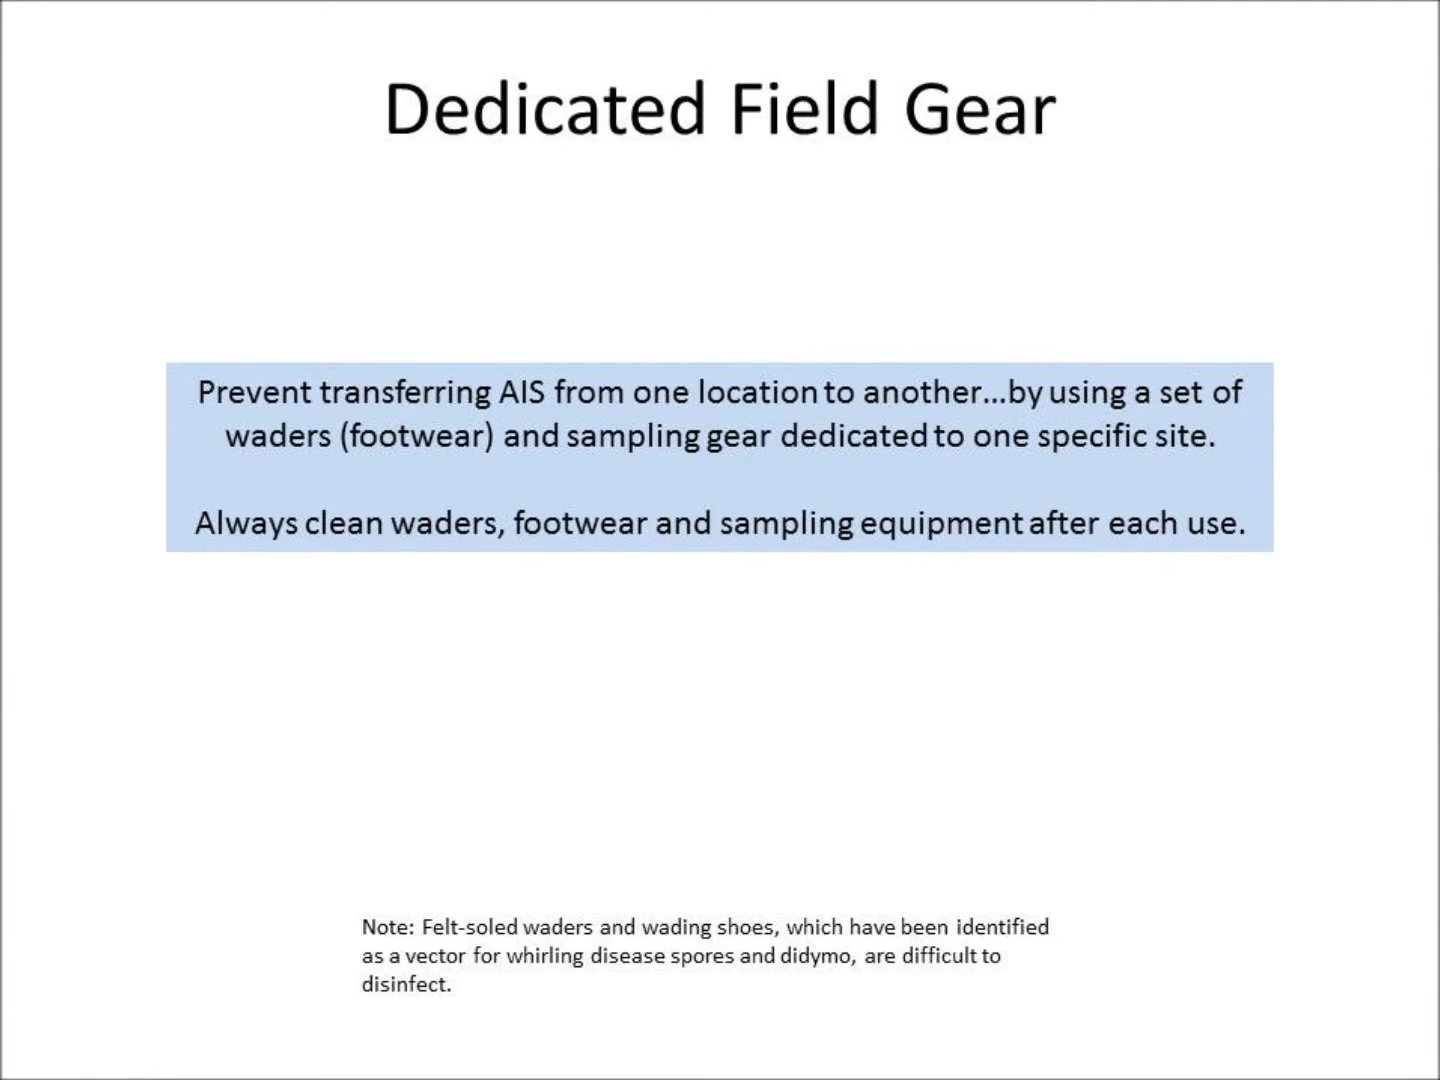 Dedicated Field Gear
Prevent transferring AIS from one location to another...by using a set of
waders (footwear) and sampling gear dedicated to one specific site.
Always clean waders, footwear and sampling equipment after each use.
Note: Felt-soled waders and wading shoes, which have been identified
as a vector for whirling disease spores and didymo, are difficult to
disinfect.